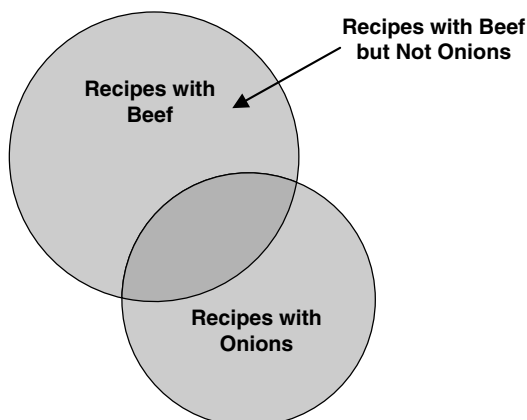 Recipes with Beef
but Not Onions
Recipes with
Beef
Recipes with
Onions